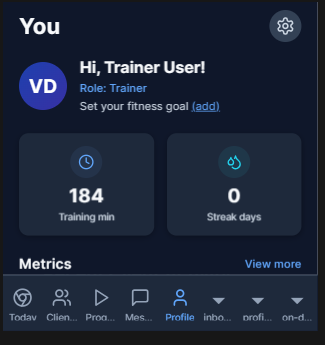 You
VD
Hi, Trainer User!
Role: Trainer
Set your fitness goal (add)
184
Training min
0
Streak days
Metrics
View more
Today
Clien...
Prog...
Mes...
Profile
inbo...
profi...
on-d...